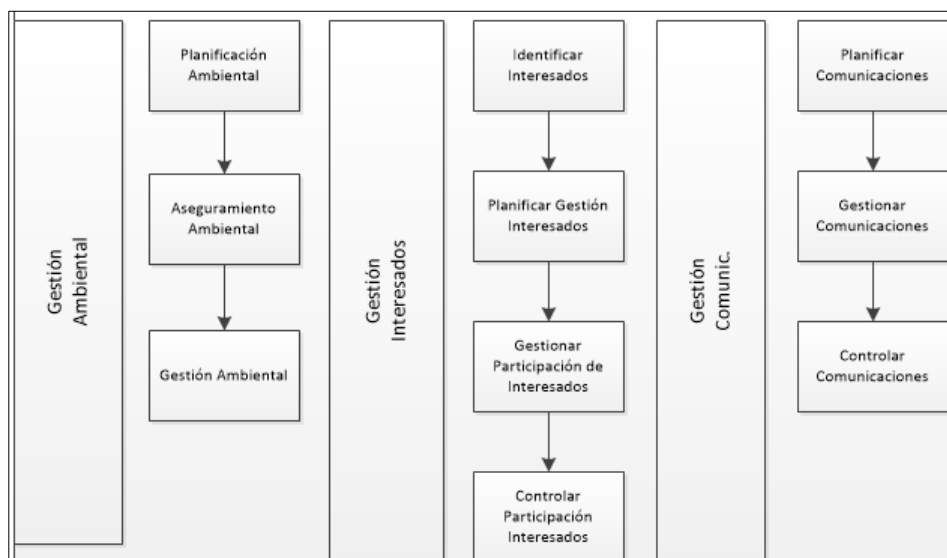 Gestión
Ambiental
Planificación
Ambiental
Aseguramiento
Ambiental
Gestión Ambiental
Gestión
Interesados
Identificar
Interesados
Planificar Gestión
Interesados
Gestionar
Participación de
Interesados
Controlar
Participación
Interesados
Gestión
Comunic.
Planificar
Comunicaciones
Gestionar
Comunicaciones
Controlar
Comunicaciones